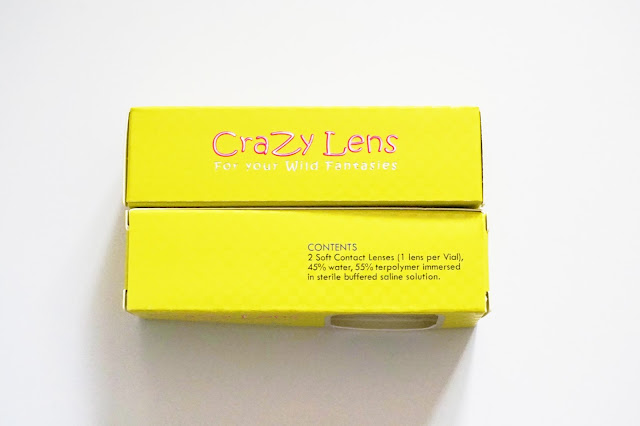 CraZy Lens
For your Wild Fantasies
CONTENTS
2 Soft Contact Lenses (1 lens per Vial),
45% water, 55% terpolymer immersed
in sterile buffered saline solution.